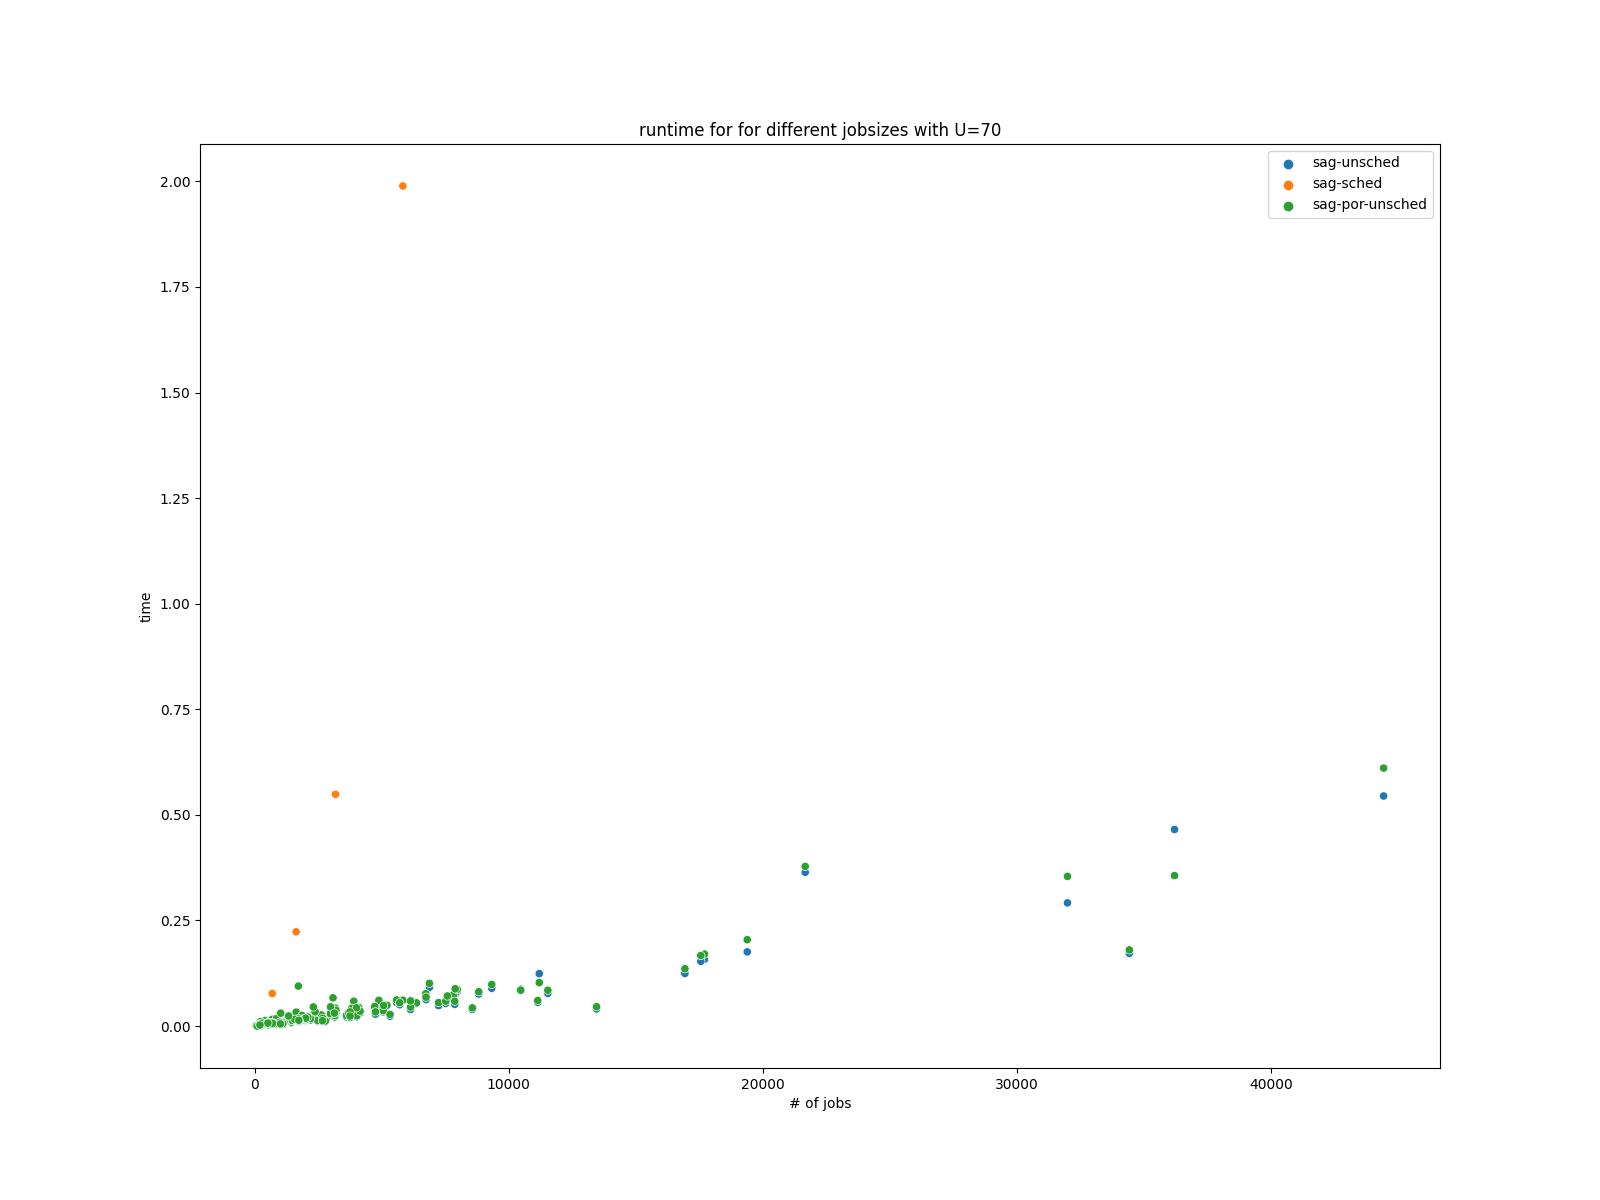 runtime for for different jobsizes with U=70
sag-unsched
sag-sched
sag-por-unsched
2.00
1.75
1.50
1.25
1.00
0.75
0.50
0.25
0.00
time
0
10000
20000
30000
40000
# of jobs